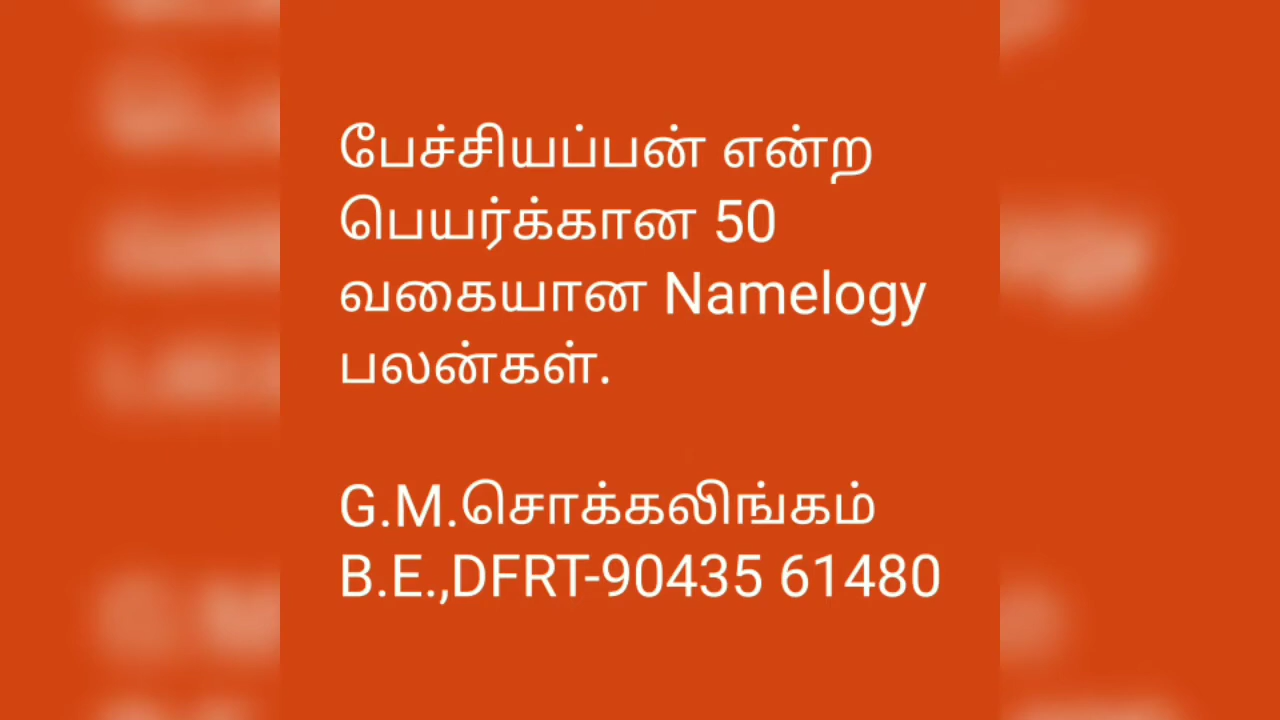 பேச்சியப்பன் என்ற
பெயர்க்கான 50
வகையான Namelogy
பலன்கள்.
G.M.சொக்கலிங்கம்
B.E.,DFRT-90435 61480